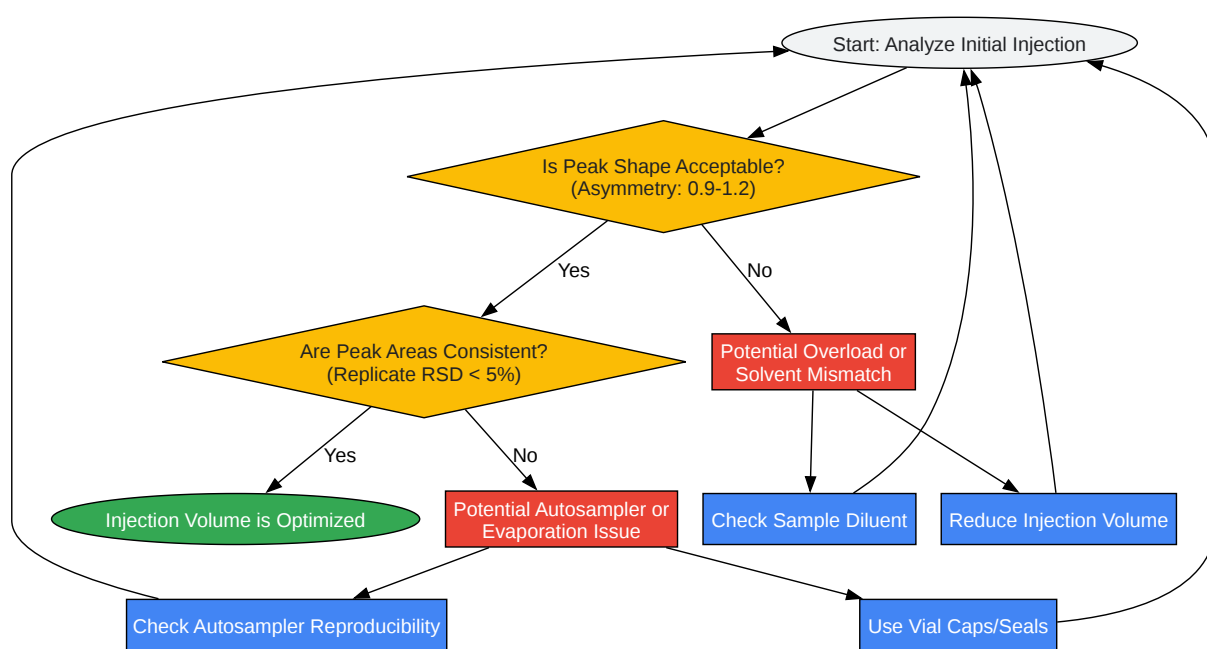 Start: Analyze Initial Injection
Is Peak Shape Acceptable?
(Asymmetry: 0.9-1.2)
Yes
No
Are Peak Areas Consistent?
(Replicate RSD < 5%)
Potential Overload or
Solvent Mismatch
Yes
No
Injection Volume is Optimized
Potential Autosampler or
Evaporation Issue
Check Sample Diluent
Reduce Injection Volume
Check Autosampler Reproducibility
Use Vial Caps/Seals